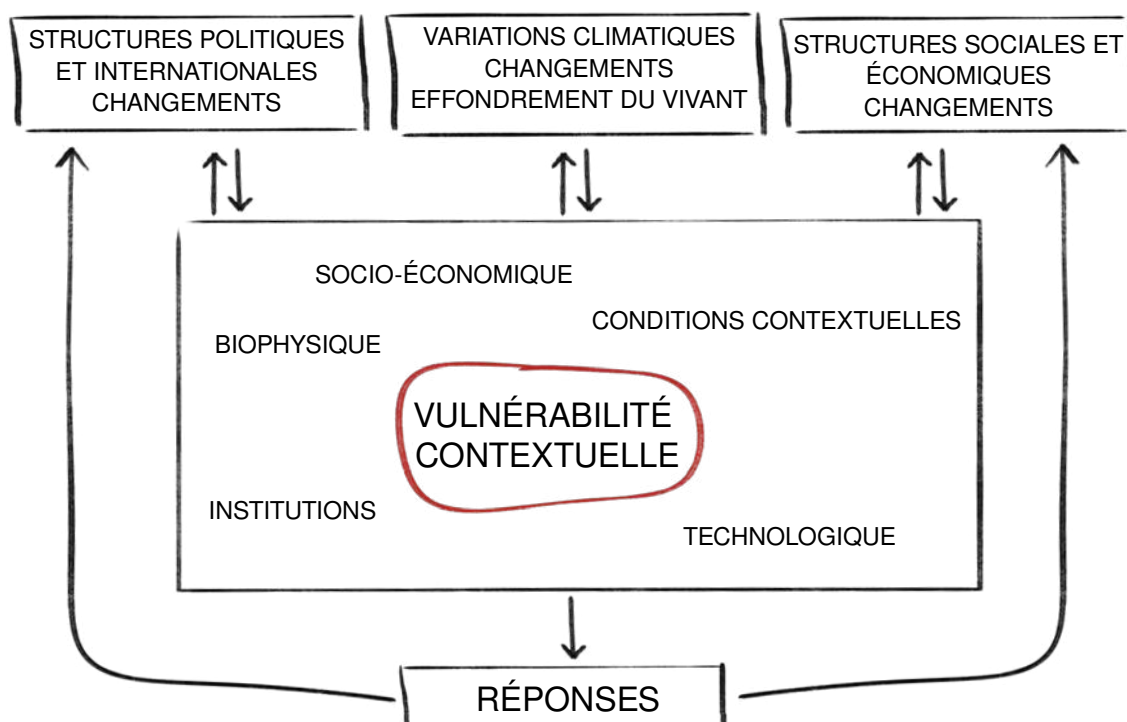 STRUCTURES POLITIQUES
ET INTERNATIONALES
CHANGEMENTS
VARIATIONS CLIMATIQUES
CHANGEMENTS
EFFONDREMENT DU VIVANT
STRUCTURES SOCIALES ET
ÉCONOMIQUES
CHANGEMENTS
SOCIO-ÉCONOMIQUE
CONDITIONS CONTEXTUELLES
BIOPHYSIQUE
VULNÉRABILITÉ
CONTEXTUELLE
INSTITUTIONS
TECHNOLOGIQUE
RÉPONSES